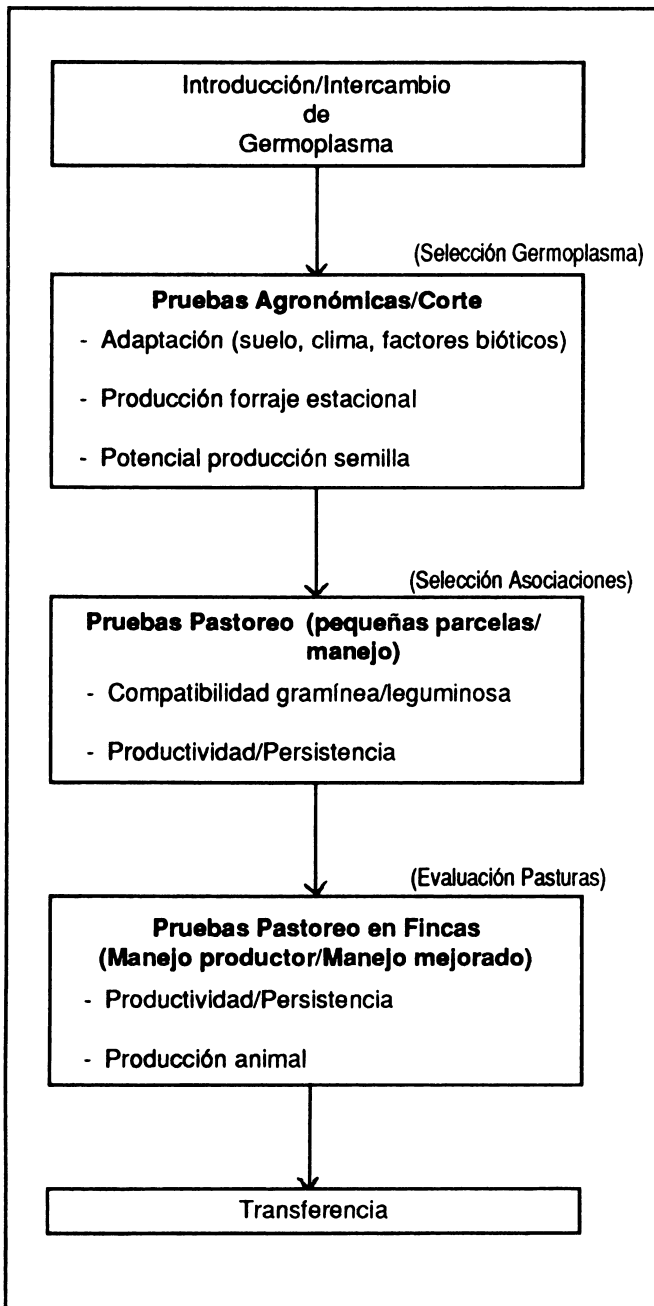 Introducción/Intercambio
de
Germoplasma
(Selección Germoplasma)
Pruebas Agronómicas/Corte
- Adaptación (suelo, clima, factores bióticos)
- Producción forraje estacional
- Potencial producción semilla
(Selección Asociaciones)
Pruebas Pastoreo (pequeñas parcelas/
manejo)
- Compatibilidad gramínea/leguminosa
- Productividad/Persistencia
(Evaluación Pasturas)
Pruebas Pastoreo en Fincas
(Manejo productor/Manejo mejorado)
- Productividad/Persistencia
- Producción animal
Transferencia